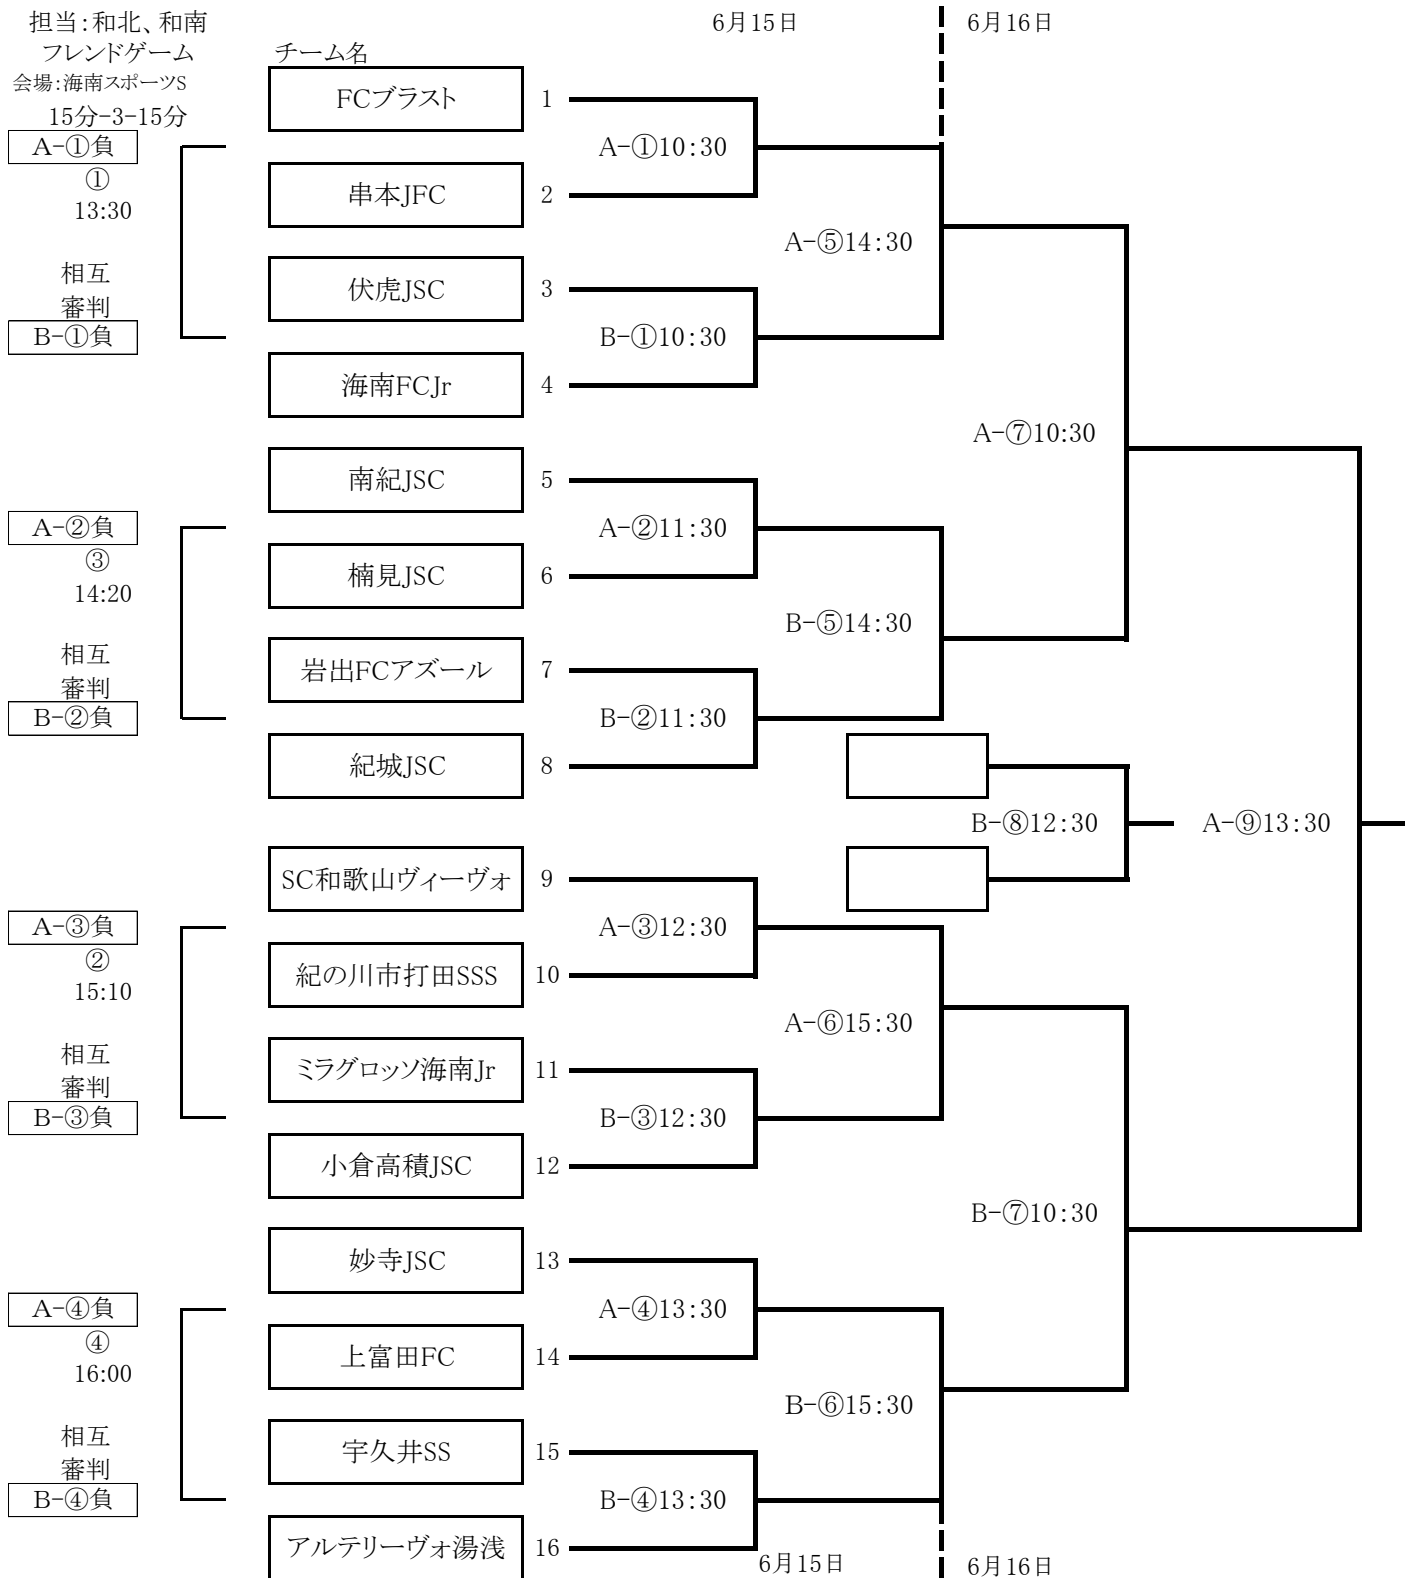 担当:和北、和南
6月15日
6月16日
フレンドゲーム
チーム名
会場:海南スポーツS
15分-3-15分
FCブラスト
1
A-①負
A-①10:30
①
13:30
串本JFC
2
A-⑤14:30
相互
審判
伏虎JSC
3
B-①負
B-①10:30
海南FCJr
4
A-⑦10:30
南紀JSC
5
A-②負
A-②11:30
③
14:20
楠見JSC
6
B-⑤14:30
相互
審判
岩出FCアズール
7
B-②負
B-②11:30
紀城JSC
8
B-⑧12:30
A-⑨13:30
SC和歌山ヴィーヴォ
9
A-③負
A-③12:30
②
15:10
紀の川市打田SSS
10
A-⑥15:30
相互
審判
ミラグロッソ海南Jr
11
B-③負
B-③12:30
小倉高積JSC
12
B-⑦10:30
妙寺JSC
13
A-④負
A-④13:30
④
16:00
上富田FC
14
B-⑥15:30
相互
審判
宇久井SS
15
B-④負
B-④13:30
アルテリーヴォ湯浅
16
6月15日
6月16日